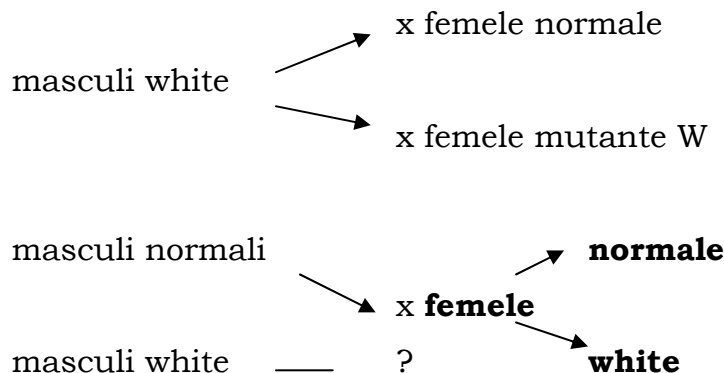 x femele normale
masculi white
x femele mutante W
masculi normali
normale
x femele
masculi white
?
white